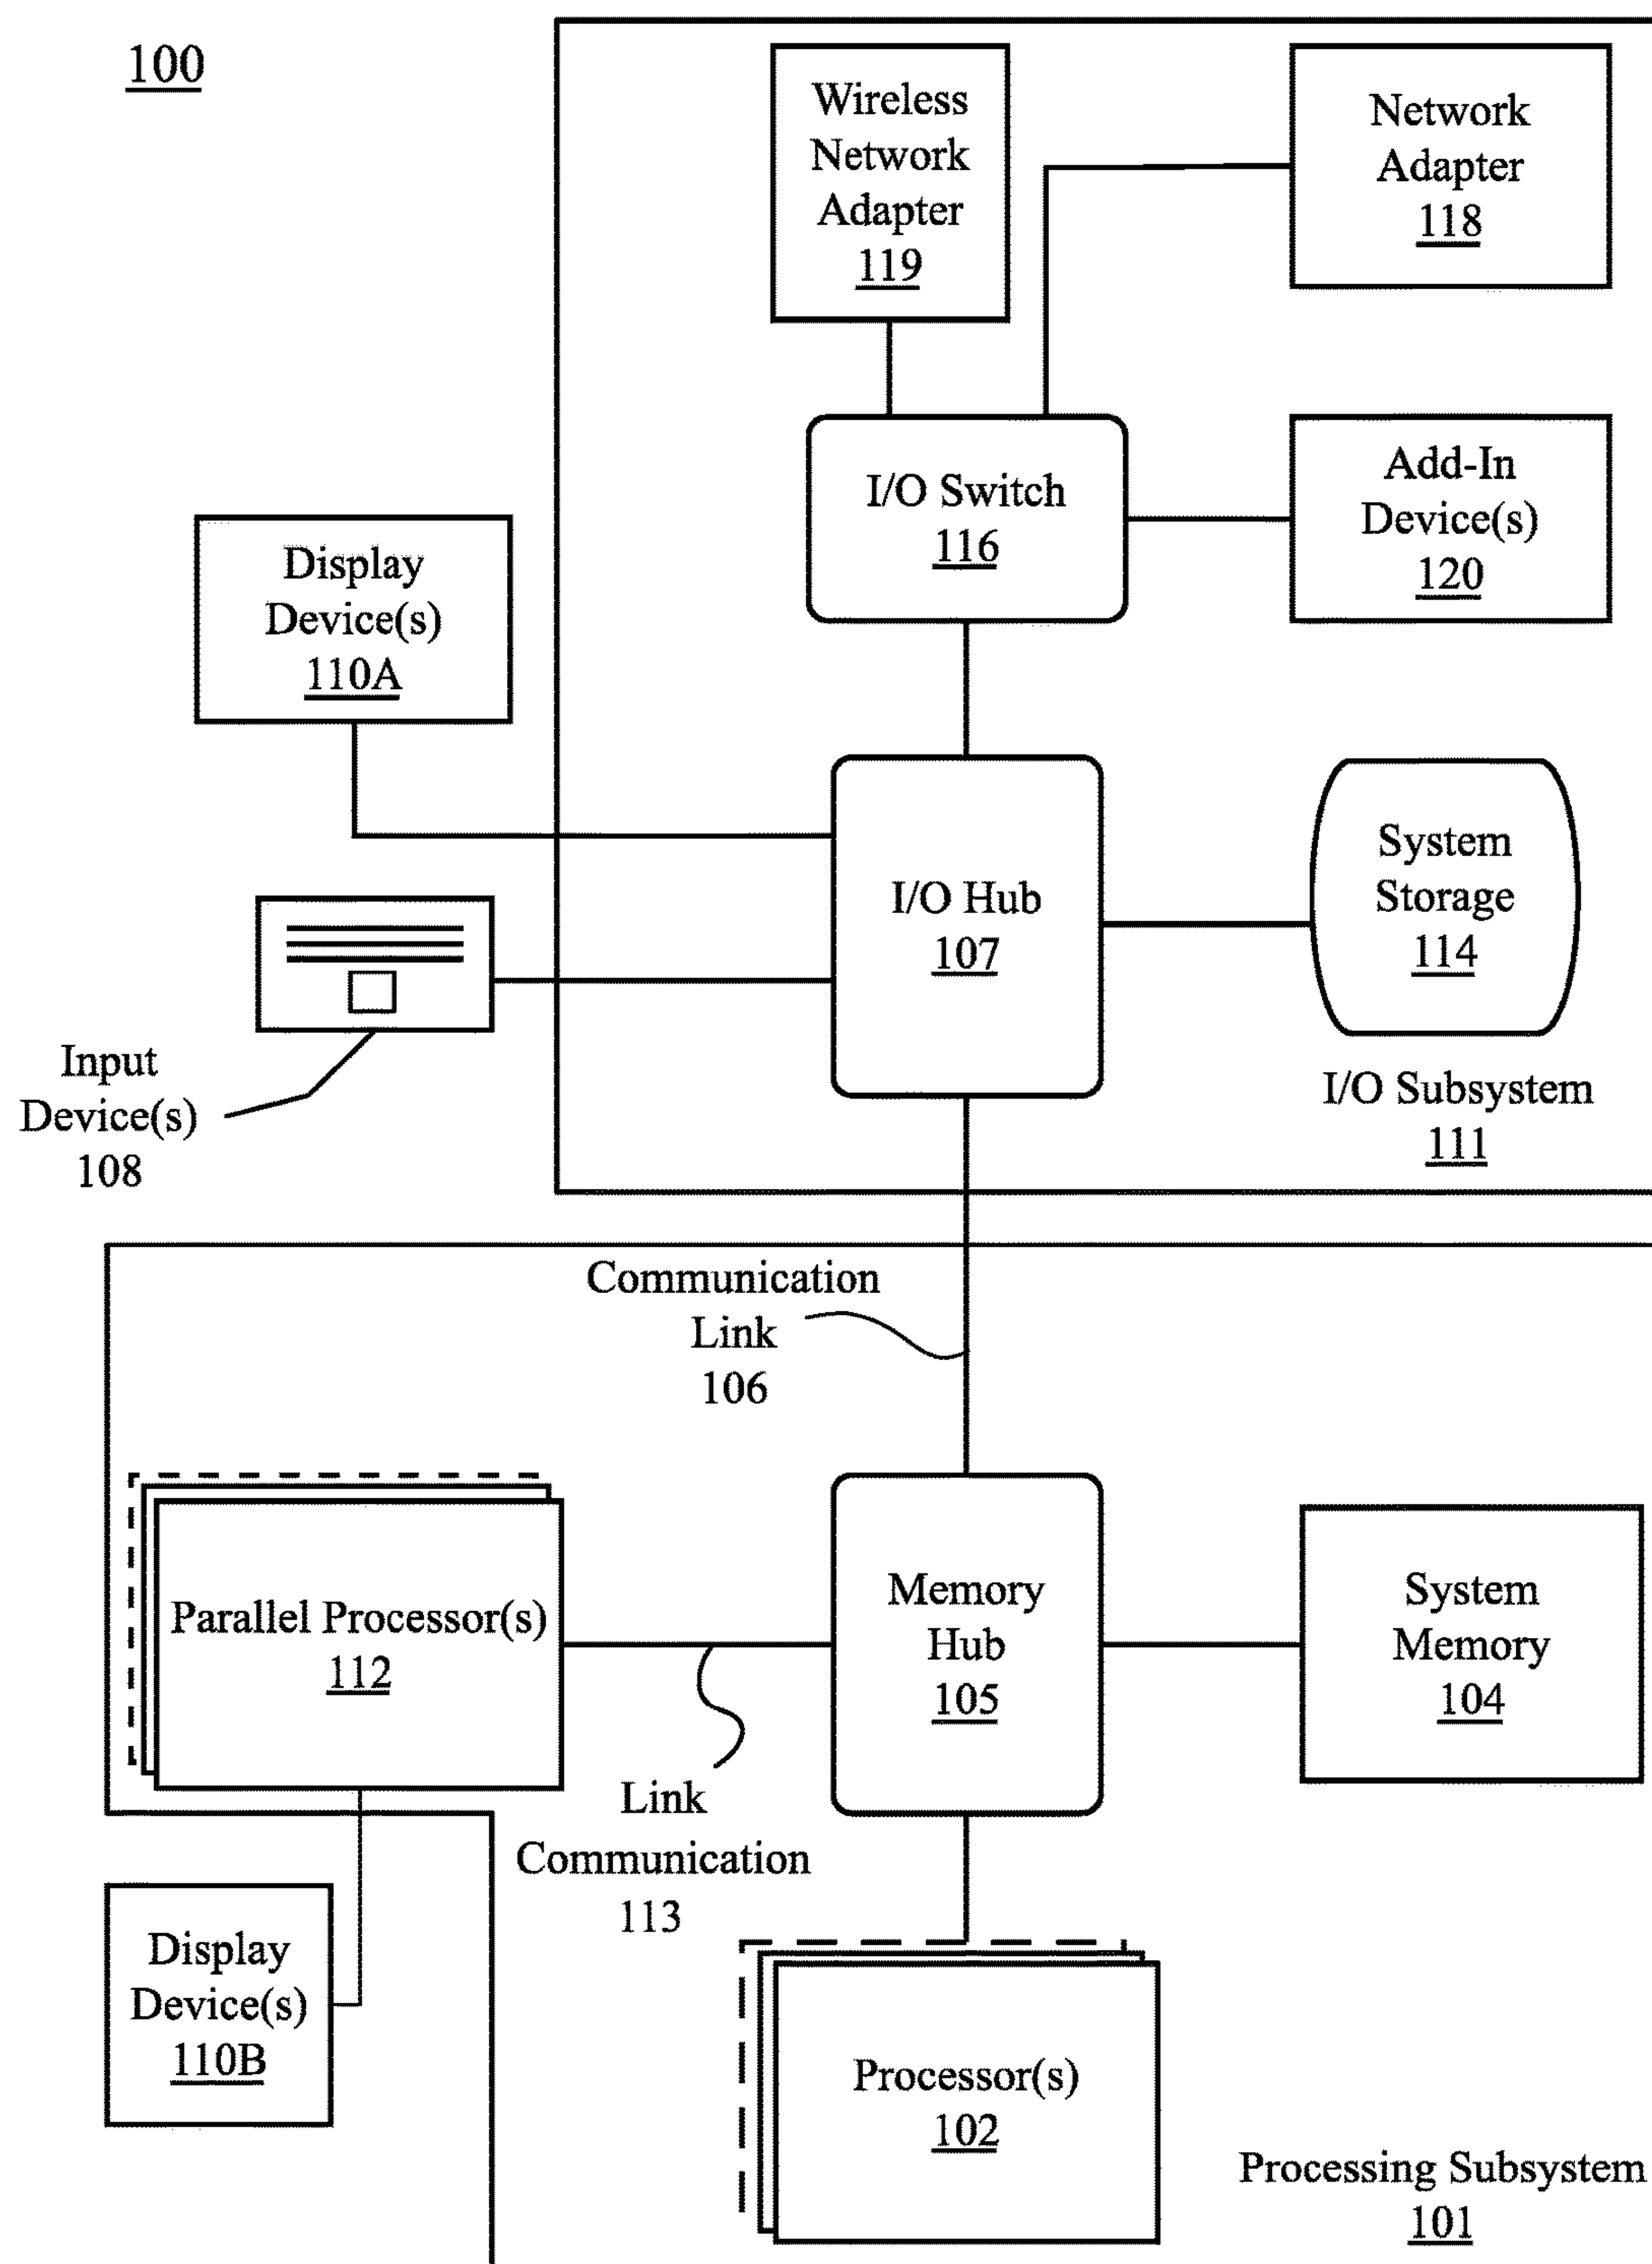 100
Wireless
Network
Adapter
119
Network
Adapter
118
I/O Switch
116
Add-In
Device(s)
120
Display
Device(s)
110A
I/O Hub
107
System
Storage
114
Input
Device(s)
108
I/O Subsystem
111
Communication
Link
106
Parallel Processor(s)
112
Memory
Hub
105
System
Memory
104
Link
Communication
113
Display
Device(s)
110B
Processor(s)
102
Processing Subsystem
101